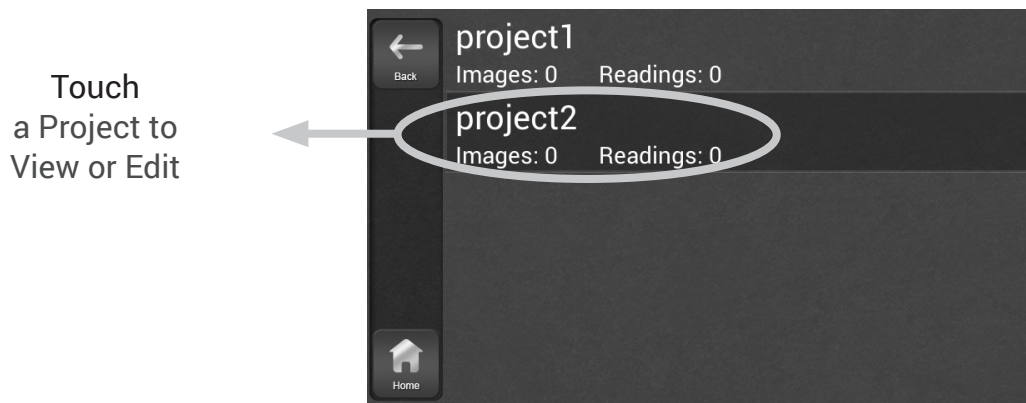 Touch
a Project to
View or Edit
Back
project1
Images: 0 Readings: 0
project2
Images: 0 Readings: 0
Home